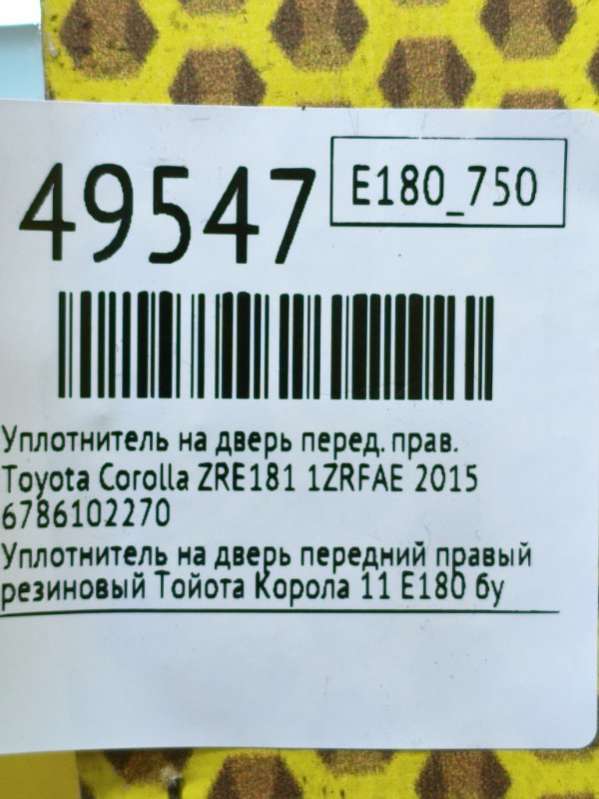 49547
E180_750
Уплотнитель на дверь перед. прав.
Toyota Corolla ZRE181 1ZRFAE 2015
6786102270
Уплотнитель на дверь передний правый
резиновый Тойота Корола 11 Е180 бу